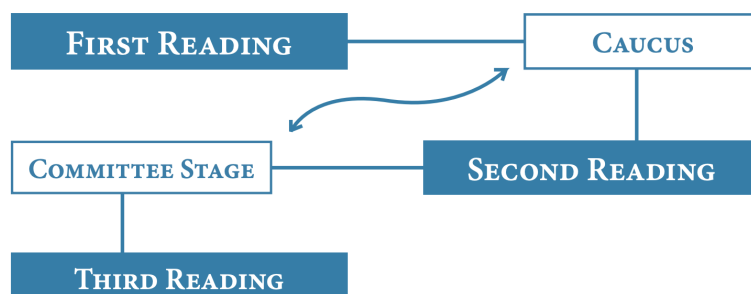 First Reading
Caucus
Committee Stage
Second Reading
Third Reading